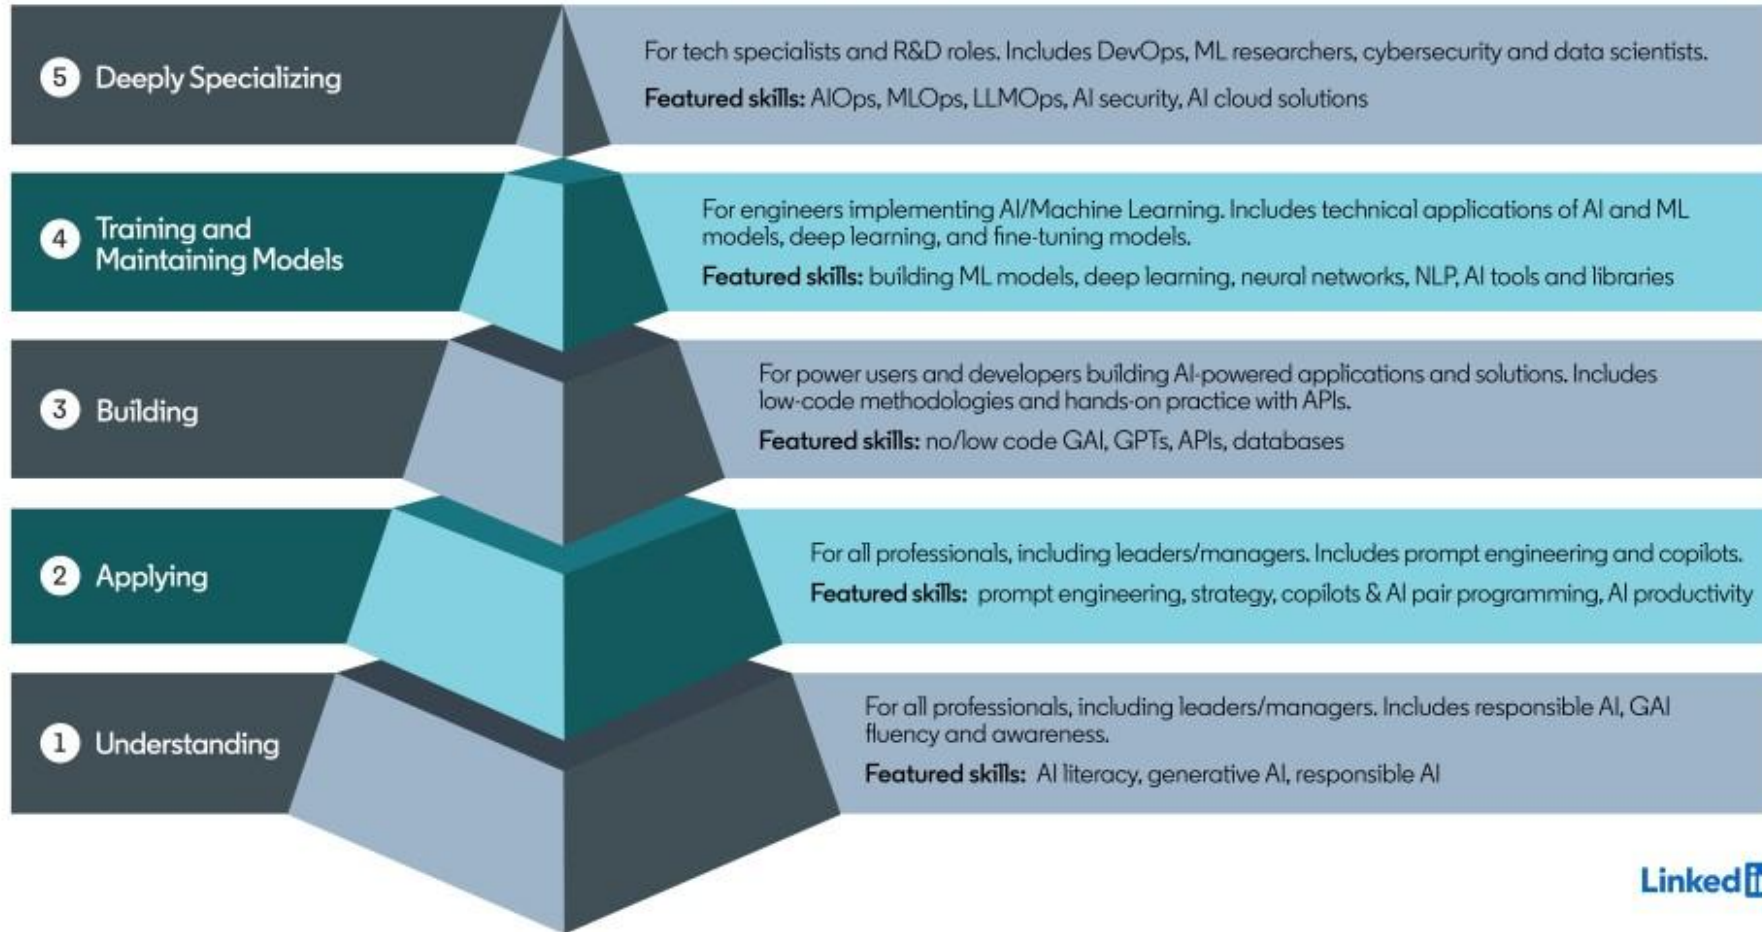 5 Deeply Specializing
For tech specialists and R&D roles. Includes DevOps, ML researchers, cybersecurity and data scientists.
Featured skills: AIOps, MLOps, LLMOps, AI security, AI cloud solutions
4 Training and
Maintaining Models
For engineers implementing AI/Machine Learning. Includes technical applications of AI and ML
models, deep learning, and fine-tuning models.
Featured skills: building ML models, deep learning, neural networks, NLP, AI tools and libraries
3 Building
For power users and developers building AI-powered applications and solutions. Includes
low-code methodologies and hands-on practice with APIs.
Featured skills: no/low code GAI, GPTs, APIs, databases
2 Applying
For all professionals, including leaders/managers. Includes prompt engineering and copilots.
Featured skills: prompt engineering, strategy, copilots & AI pair programming, AI productivity
1 Understanding
For all professionals, including leaders/managers. Includes responsible AI, GAI
fluency and awareness.
Featured skills: AI literacy, generative AI, responsible AI
Linked in